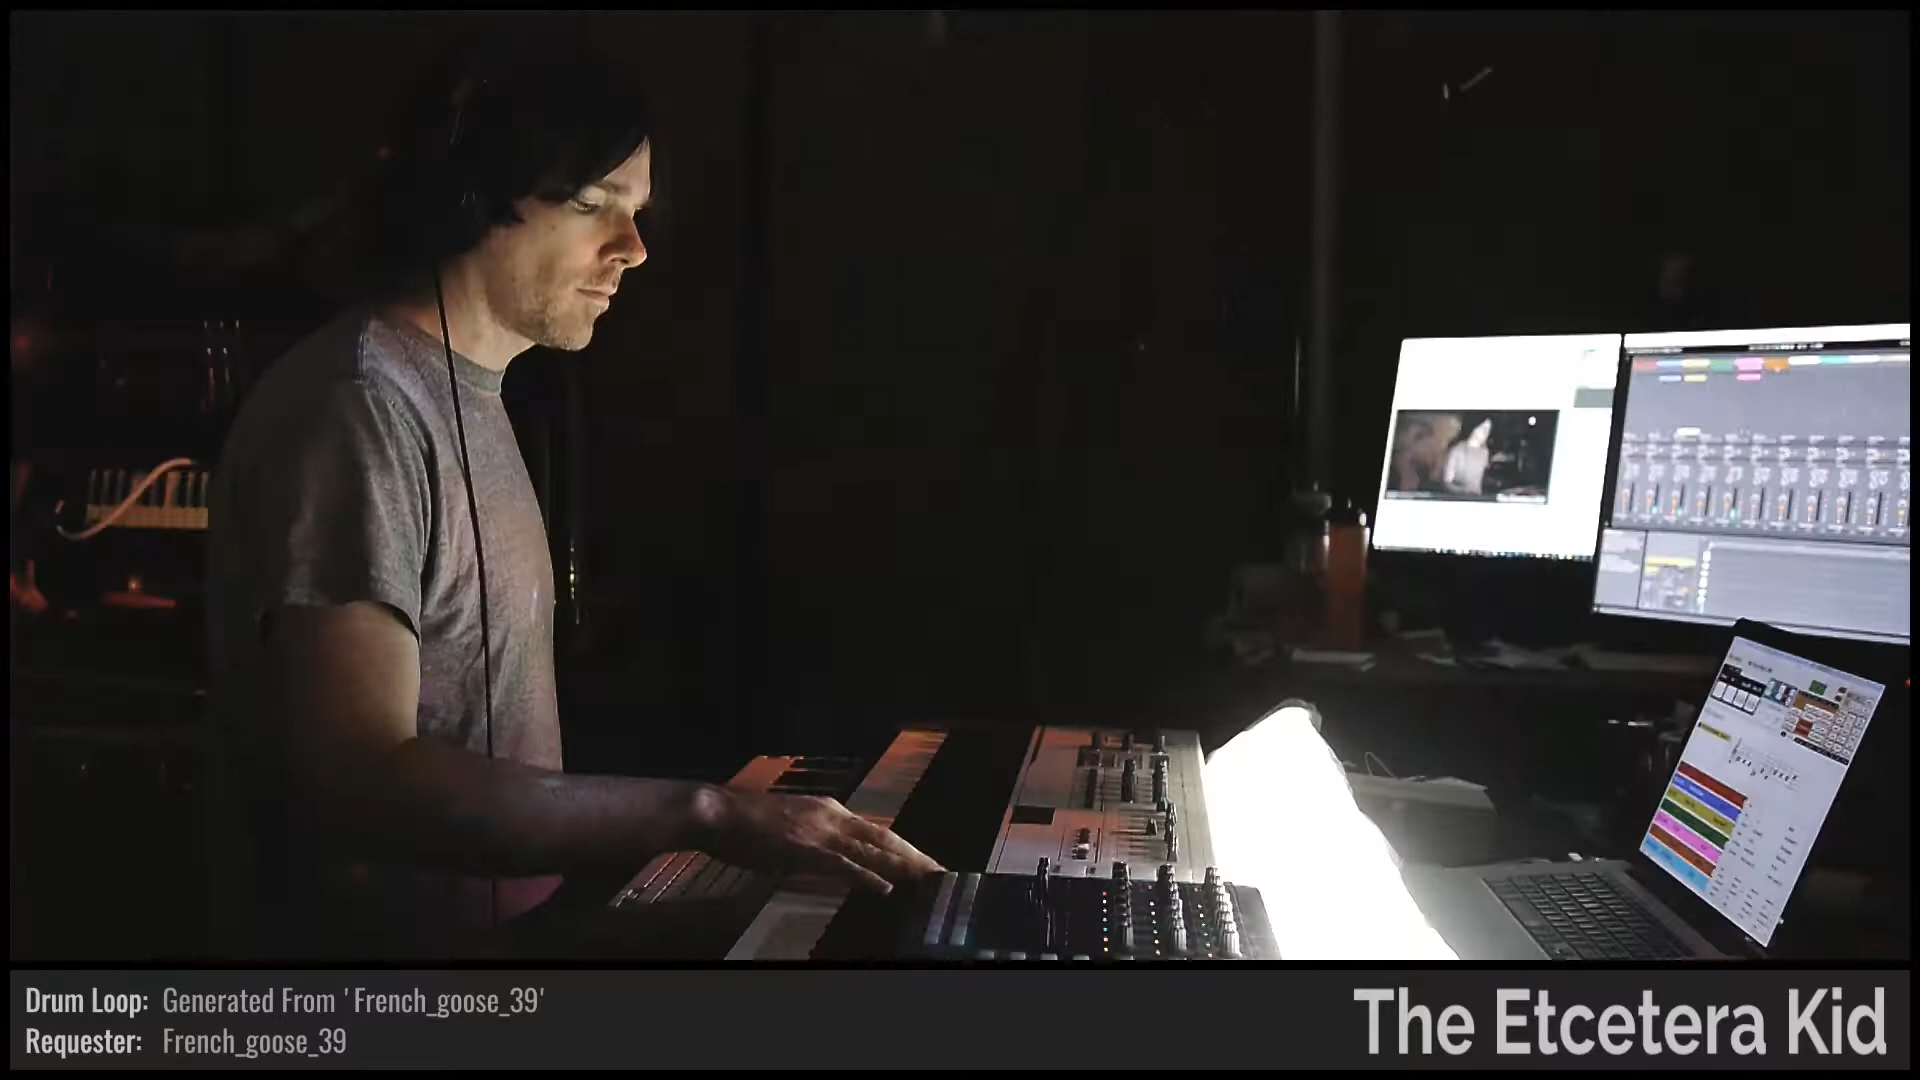 Drum Loop: Generated From 'French_goose_39'
Requester: French_goose_39
The Etcetera Kid